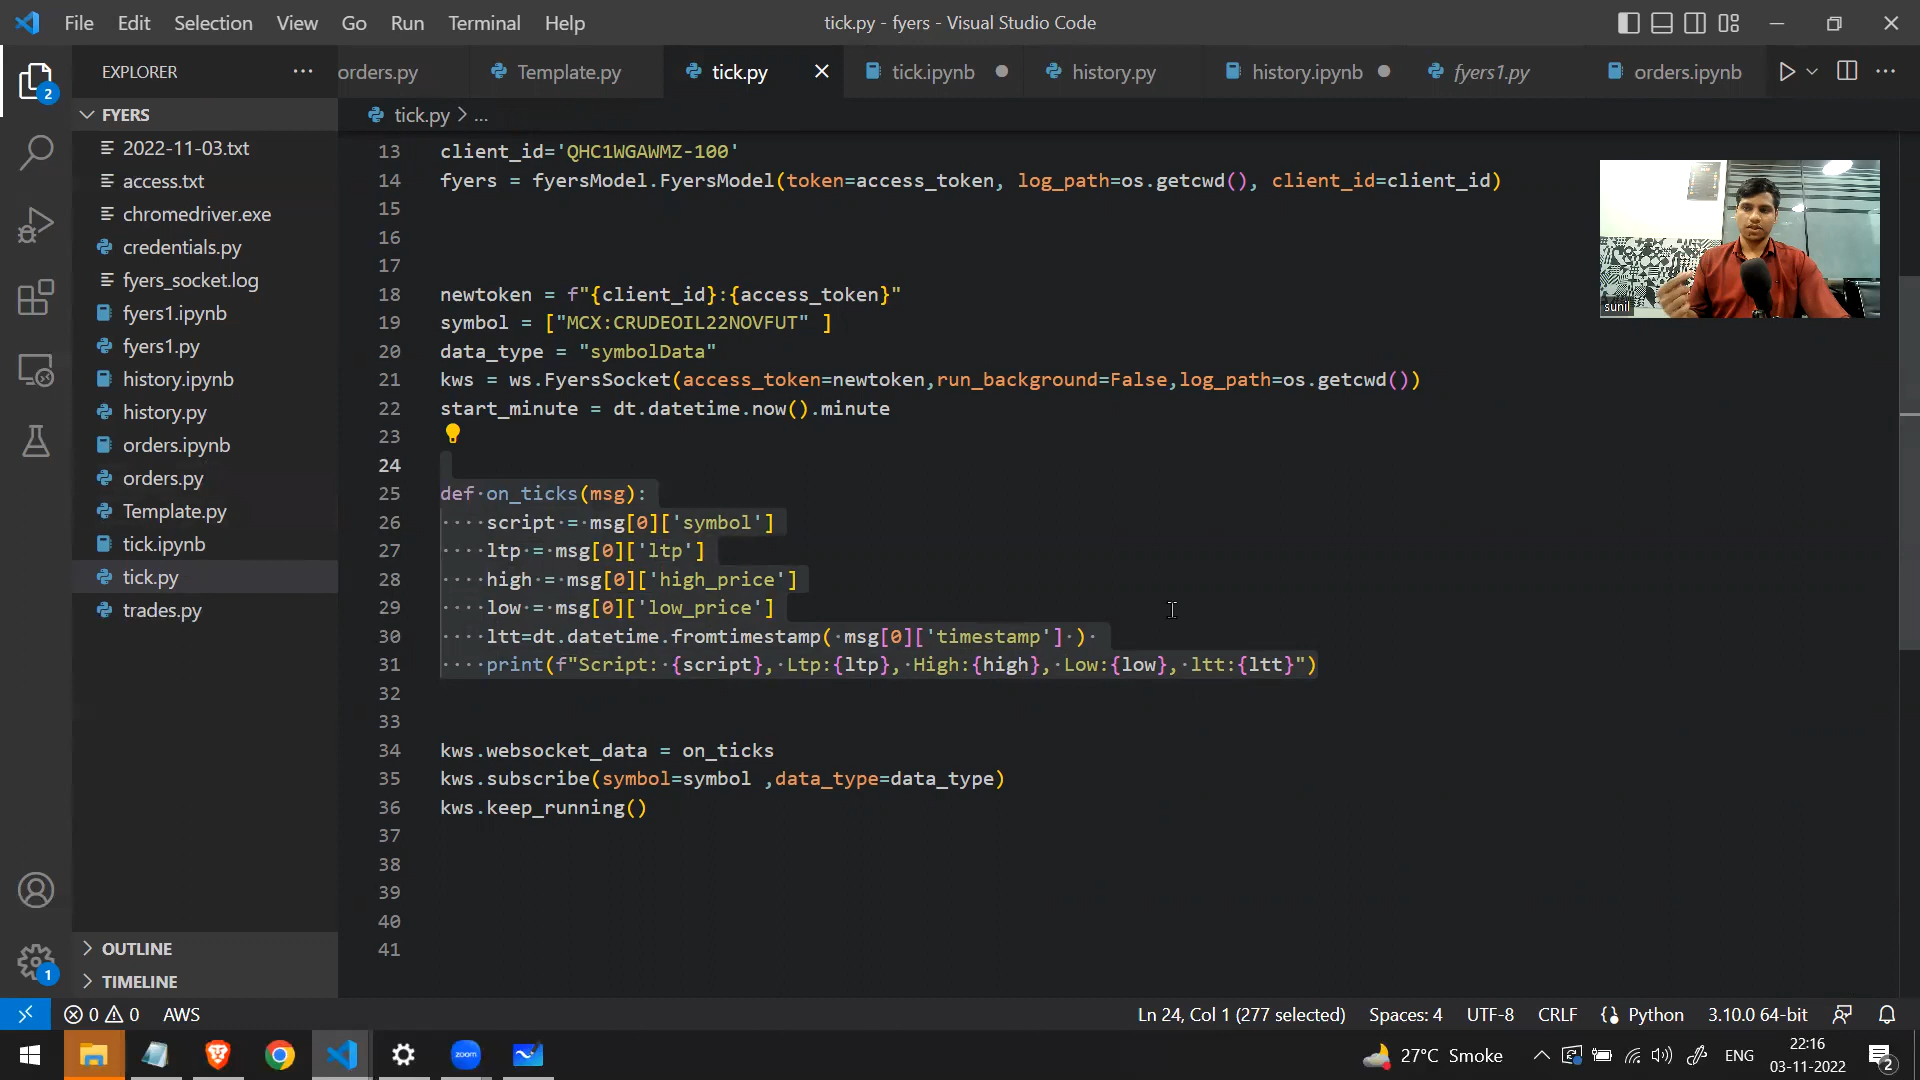 File Edit Selection View Go Run Terminal Help
tick.py - fyers - Visual Studio Code
EXPLORER
orders.py
Template.py
tick.py
tick.ipynb
history.py
history.ipynb
fyers1.py
orders.ipynb
2
FYERS
2022-11-03.txt
access.txt
chromedriver.exe
credentials.py
fyers_socket.log
fyers1.ipynb
fyers1.py
history.ipynb
history.py
orders.ipynb
orders.py
Template.py
tick.ipynb
tick.py
trades.py
OUTLINE
TIMELINE
1
tick.py > ...
13 client_id='QHC1WGAWMZ-100'
14 fyers = fyersModel.FyersModel(token=access_token, log_path=os.getcwd(), client_id=client_id)
15
16
17
18 newtoken = f"{client_id}:{access_token}"
19 symbol = ["MCX:CRUDEOIL22NOVFUT" ]
20 data_type = "symbolData"
21 kws = ws.FyersSocket(access_token=newtoken,run_background=False,log_path=os.getcwd())
22 start_minute = dt.datetime.now().minute
23
24
25 def on_ticks(msg):
26 script = msg[0]['symbol']
27 ltp = msg[0]['ltp']
28 high = msg[0]['high_price']
29 low = msg[0]['low_price']
30 ltt=dt.datetime.fromtimestamp( msg[0]['timestamp'] )
31 print(f"Script: {script}, Ltp:{ltp}, High:{high}, Low:{low}, ltt:{ltt}")
32
33
34 kws.websocket_data = on_ticks
35 kws.subscribe(symbol=symbol ,data_type=data_type)
36 kws.keep_running()
37
38
39
40
41
sunil
0 0 AWS
Ln 24, Col 1 (277 selected) Spaces: 4 UTF-8 CRLF Python 3.10.0 64-bit
zoom
27°C Smoke
ENG
22:16
03-11-2022
2